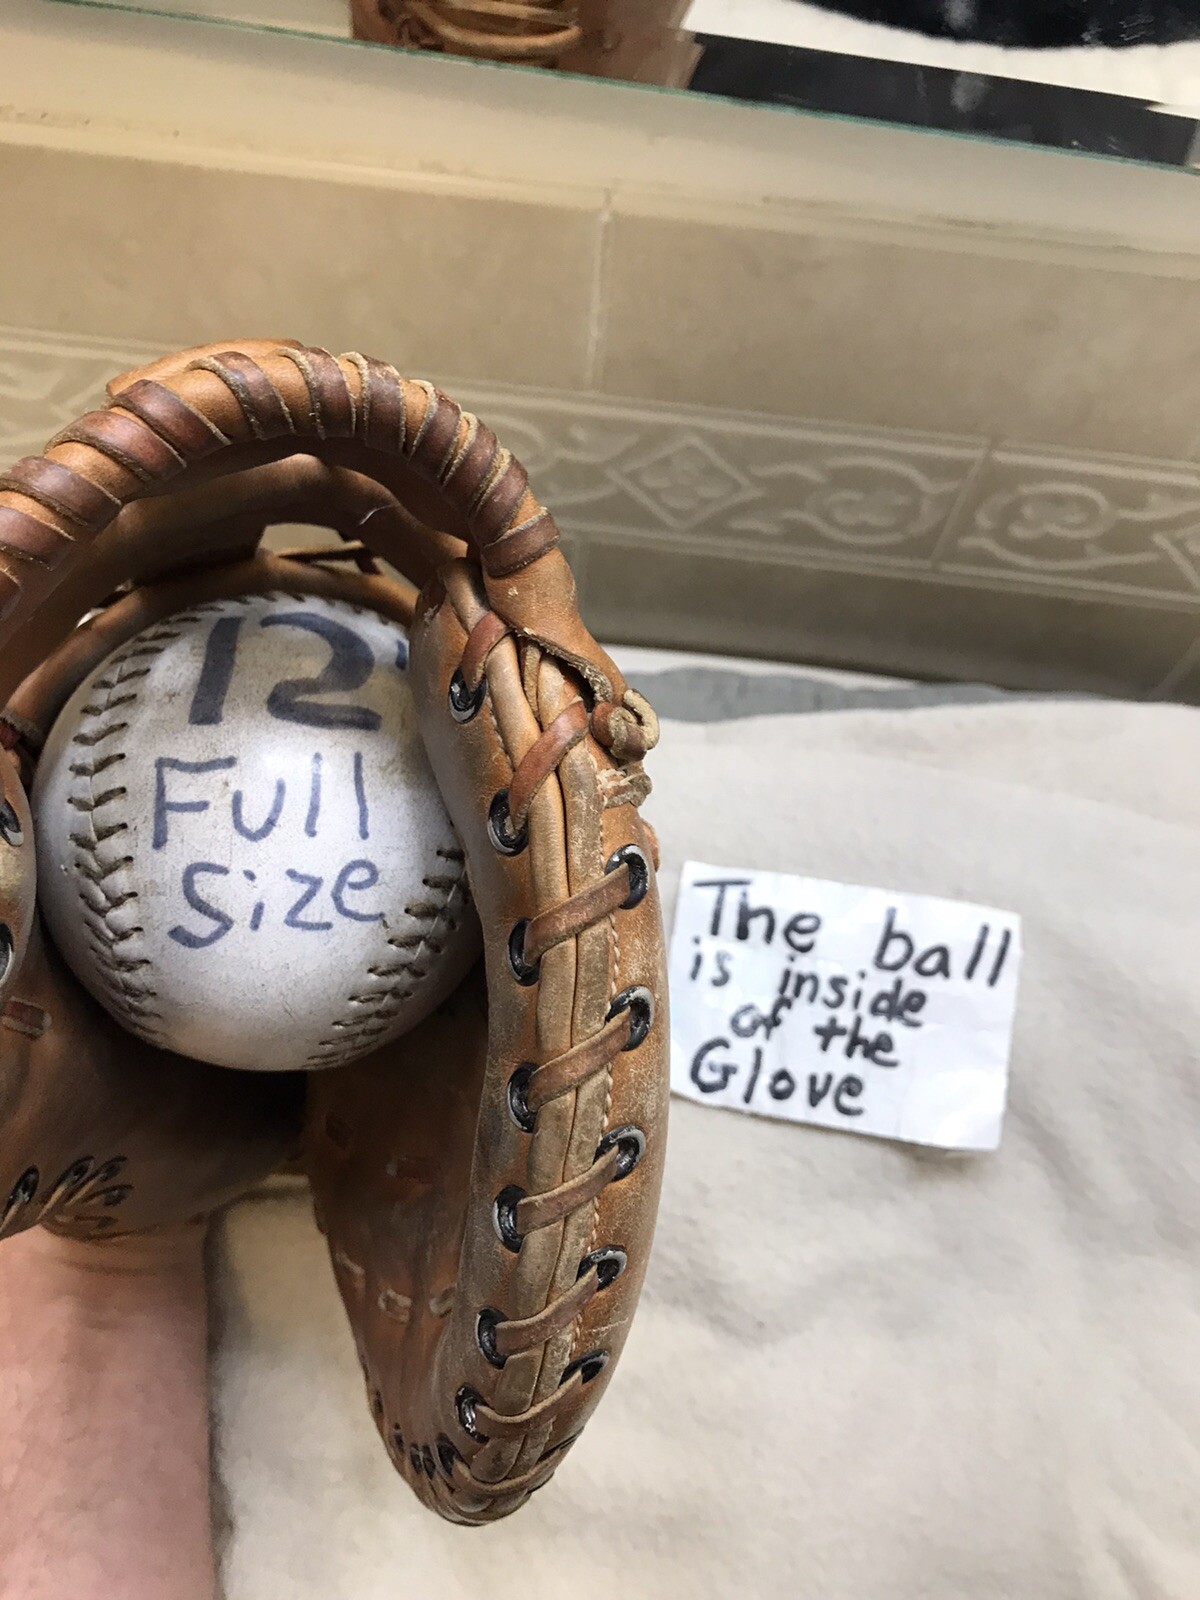 12"
Full
Size
The ball
is inside
of the
Glove